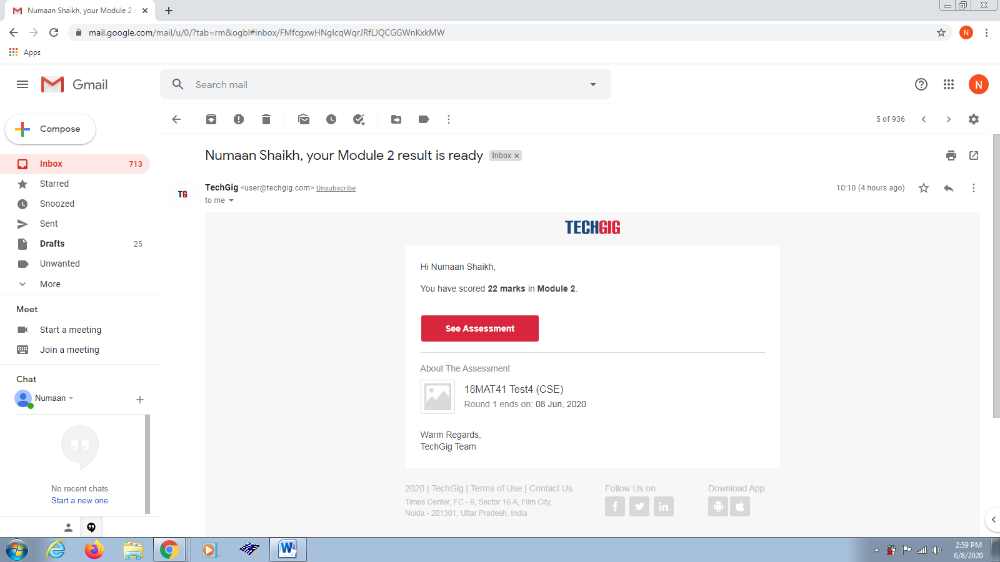 Numaan Shaikh, your Module 2 r
mail.google.com/mail/u/0/?tab=rm&ogbl#inbox/
N
Apps
Gmail
Search mail
N
Compose
5 of 936
Numaan Shaikh, your Module 2 result is ready Inbox x
Inbox 713
Starred
Snoozed
Sent
Drafts 25
Unwanted
More
TG
TechGig <user@techgig.com> Unsubscribe
10:10 (4 hours ago)
to me
TECHGIG
Hi Numaan Shaikh,
You have scored 22 marks in Module 2.
See Assessment
About The Assessment
18MAT41 Test4 (CSE)
Round 1 ends on: 08 Jun, 2020
Warm Regards,
TechGig Team
Meet
Start a meeting
Join a meeting
Chat
Numaan
No recent chats
Start a new one
2020 | TechGig | Terms of Use | Contact Us
Times Center, FC - 6, Sector 16 A, Film City,
Noida - 201301, Uttar Pradesh, India
Follow Us on
Download App
2:59 PM
6/8/2020